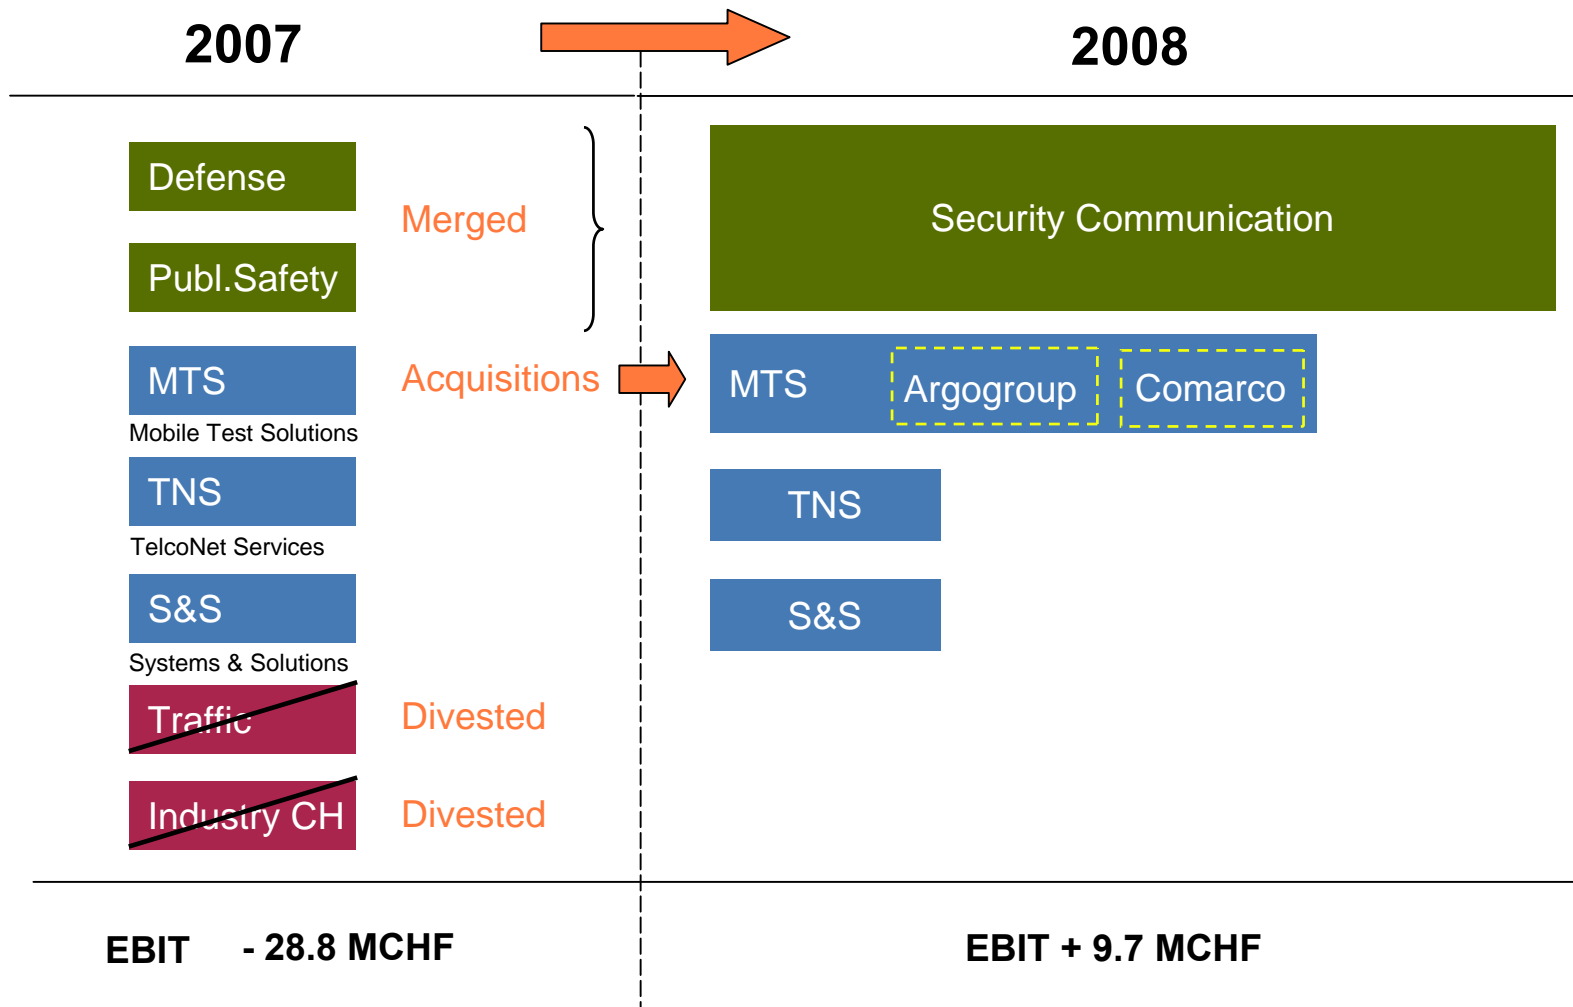 2007
2008
Defense
Merged
Security Communication
Publ.Safety
MTS
Acquisitions
MTS
Argogroup
Comarco
Mobile Test Solutions
TNS
TNS
TelcoNet Services
S&S
S&S
Systems & Solutions
Traffic
Divested
Industry CH
Divested
EBIT - 28.8 MCHF
EBIT + 9.7 MCHF